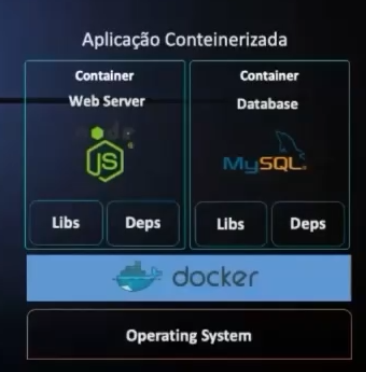 Aplicação Conteinerizada
Container
Web Server
Container
Database
node
JS
MySQL
Libs
Deps
Libs
Deps
docker
Operating System